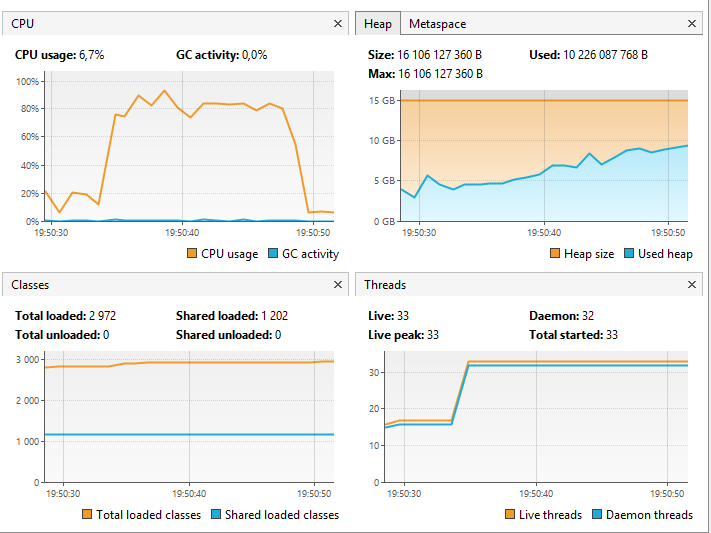 CPU
CPU usage: 6,7% GC activity: 0,0%
100%
80%
60%
40%
20%
0%
19:50:30 19:50:40 19:50:50
CPU usage GC activity
Heap Metaspace
Size: 16 106 127 360 B Used: 10 226 087 768 B
Max: 16 106 127 360 B
15 GB
10 GB
5 GB
0 GB
19:50:30 19:50:40 19:50:50
Heap size Used heap
Classes
Total loaded: 2 972 Shared loaded: 1 202
Total unloaded: 0 Shared unloaded: 0
3 000
2 000
1 000
0
19:50:30 19:50:40 19:50:50
Total loaded classes Shared loaded classes
Threads
Live: 33 Daemon: 32
Live peak: 33 Total started: 33
30
20
10
0
19:50:30 19:50:40 19:50:50
Live threads Daemon threads